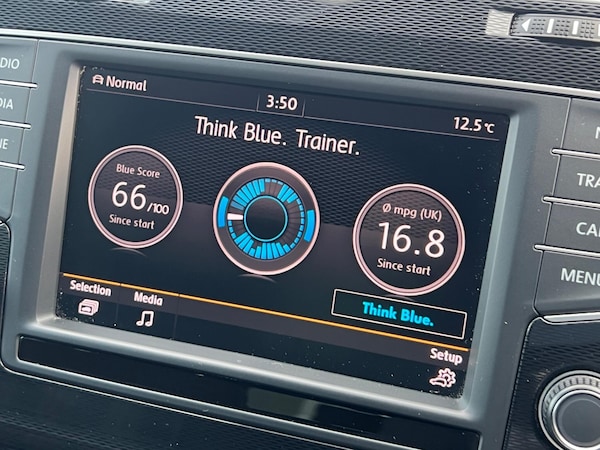 Normal
3:50
12.5°C
Think Blue. Trainer.
Blue Score
66/100
Since start
Ø mpg (UK)
16.8
Since start
Think Blue.
Selection
Media
Setup
MENU